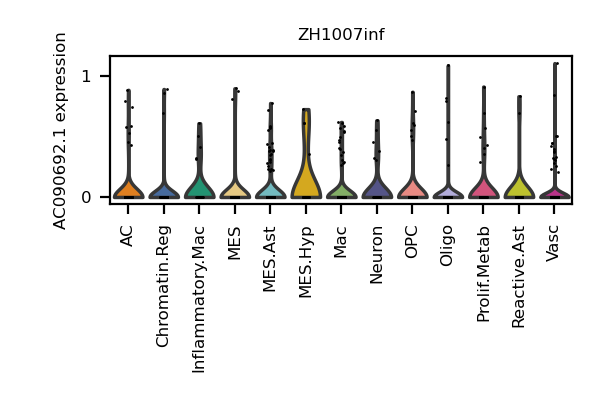 ZH1007inf
AC090692.1 expression
1
0
AC
Chromatin.Reg
Inflammatory.Mac
MES
MES.Ast
MES.Hyp
Mac
Neuron
OPC
Oligo
Prolif.Metab
Reactive.Ast
Vasc